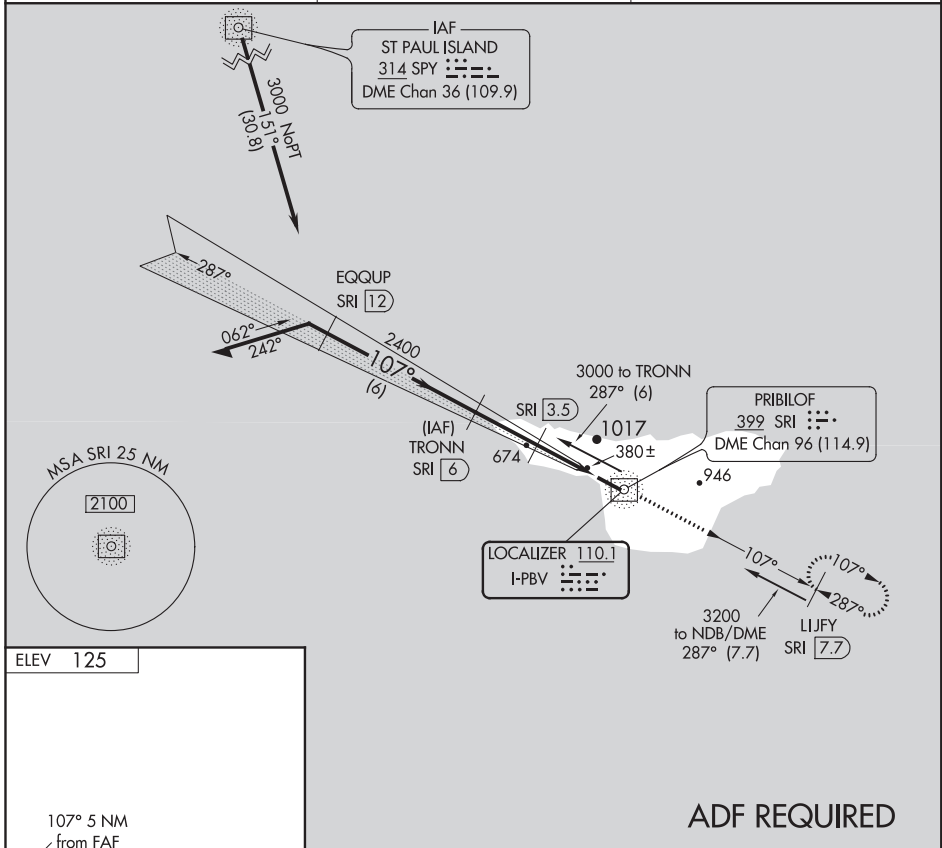 IAF
ST PAUL ISLAND
314 SPY
DME Chan 36 (109.9)
3000 NoPT
151°
(30.8)
287°
EQQUP
SRI 12
062°
242°
2400
107°
(6)
3000 to TRONN
287° (6)
(IAF)
TRONN
SRI 6
SRI 3.5
1017
674
380±
946
PRIBILOF
399 SRI
DME Chan 96 (114.9)
MSA SRI 25 NM
2100
LOCALIZER 110.1
I-PBV
107°
107°
287°
3200
to NDB/DME
287° (7.7)
LIJFY
SRI 7.7
ELEV 125
107° 5 NM
from FAF
ADF REQUIRED